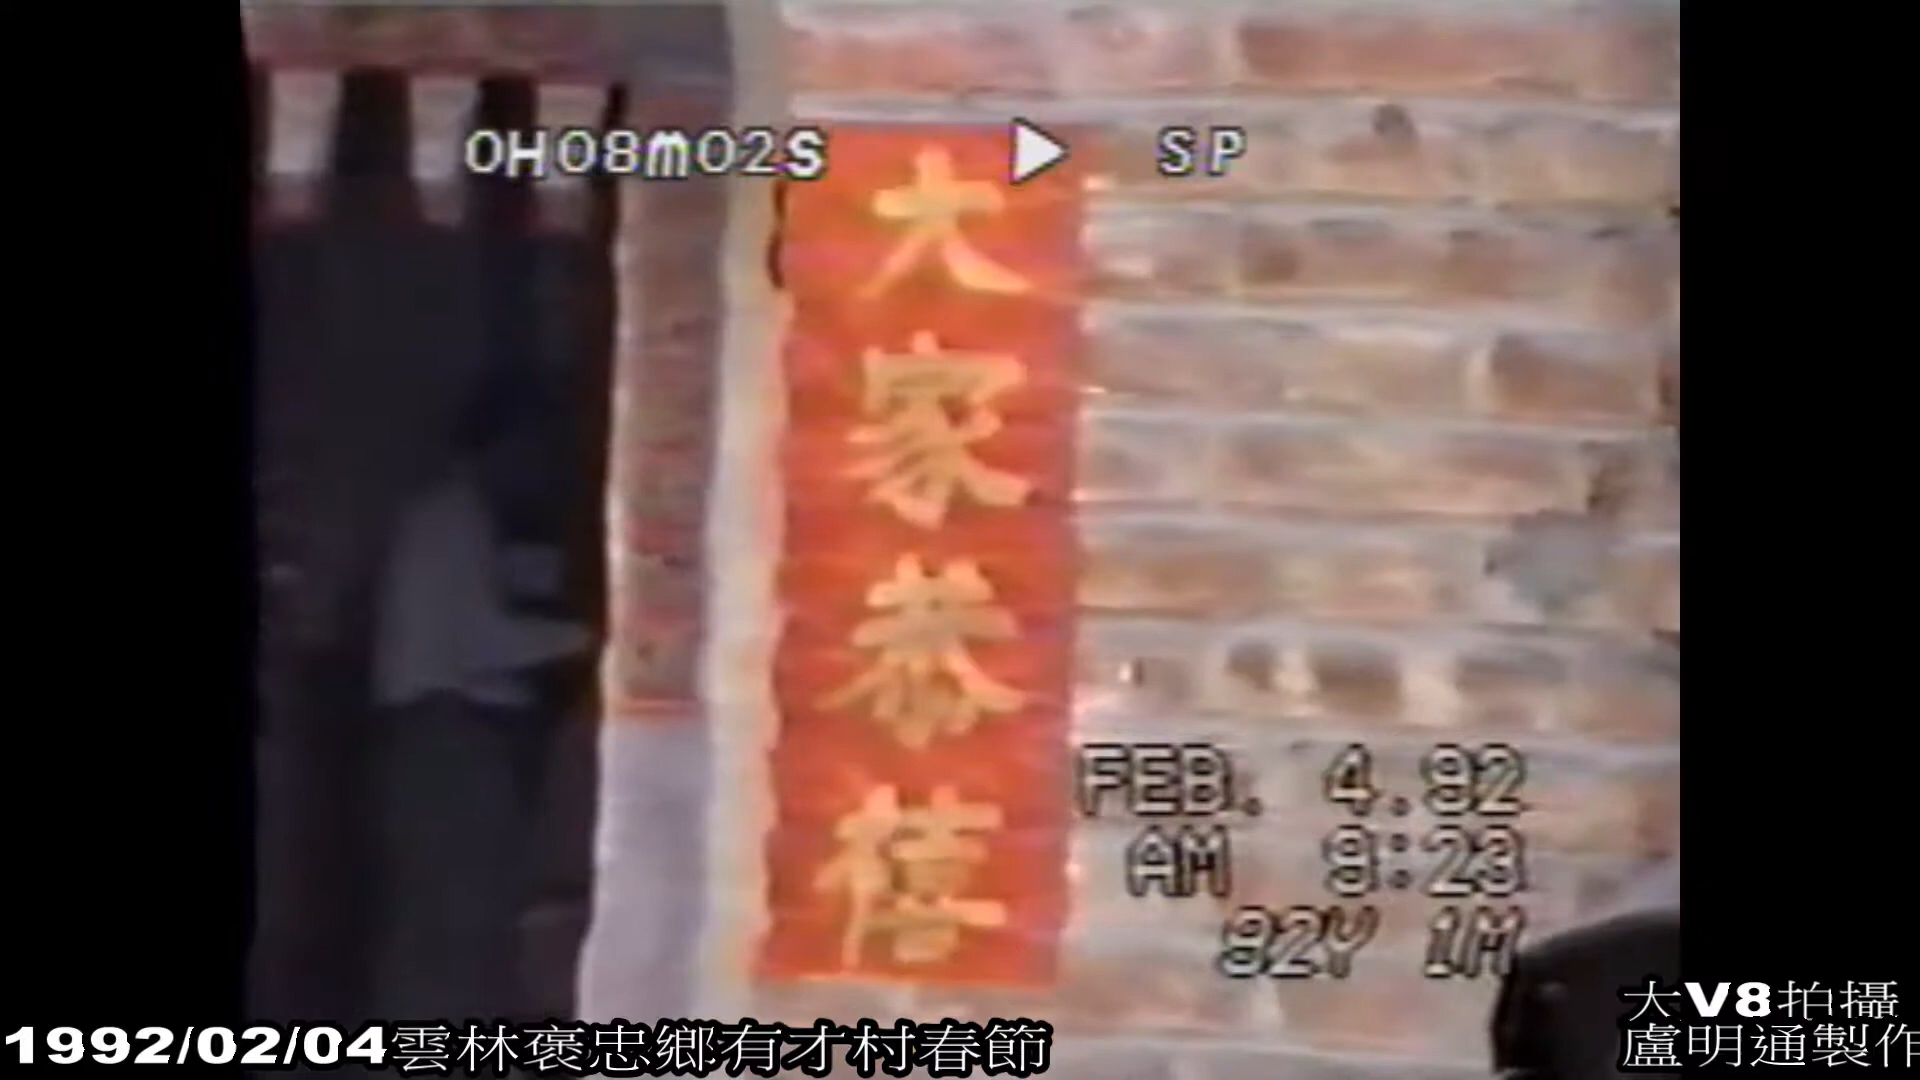 0H08m02S ▶ SP
大家恭禧
FEB. 4.92
AM 9:23
92Y 1M
大V8拍攝
1992/02/04雲林褒忠鄉有才村春節
盧明通製作